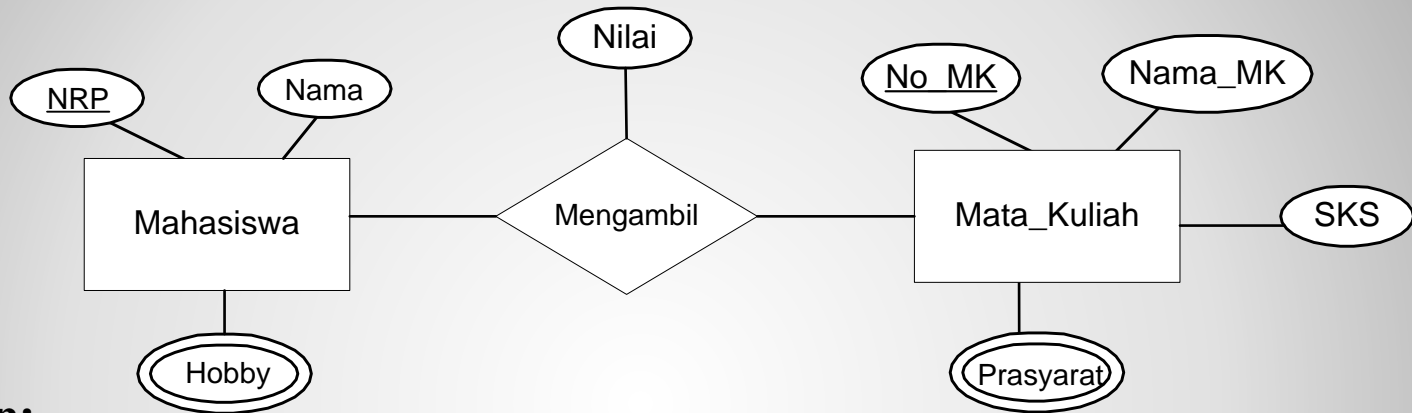 Nilai
NRP
Nama
No_MK
Nama_MK
Mahasiswa
Mengambil
Mata_Kuliah
SKS
Hobby
Prasyarat